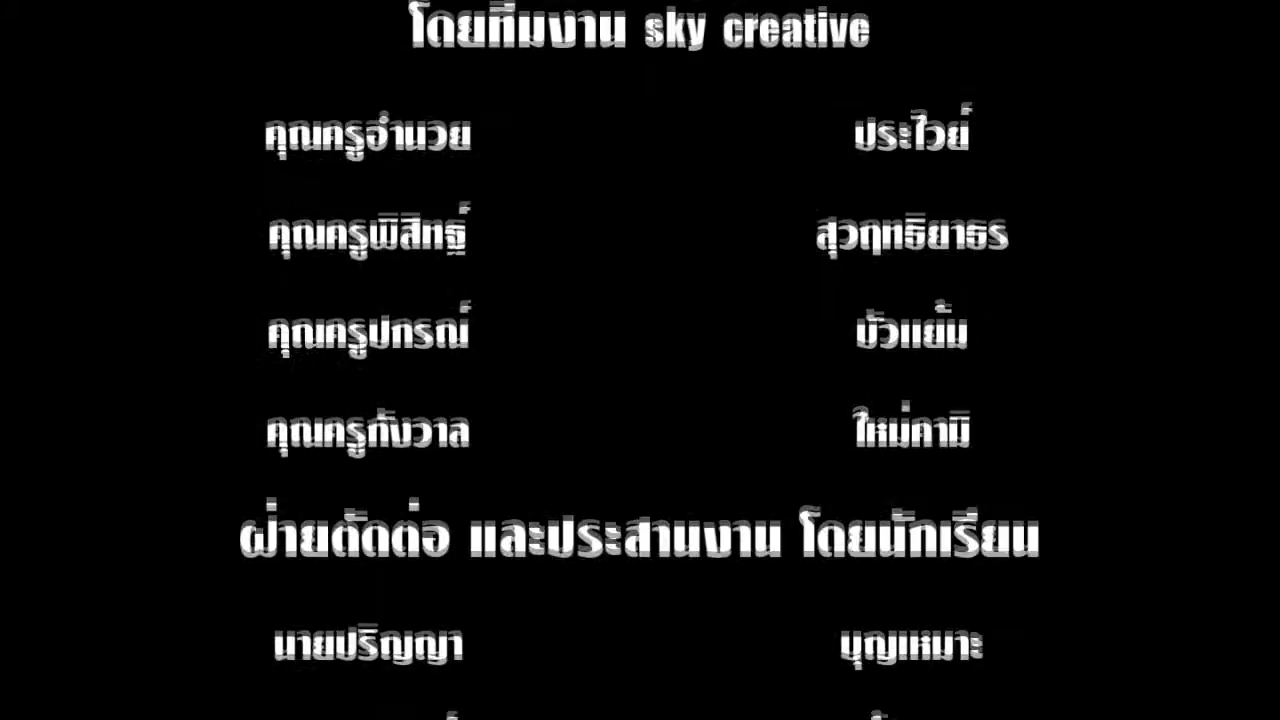 โดยทีมงาน sky creative
คุณครูอำนวย ประไวย์
คุณครูพิสิทฐ์ สุวฤทธิยาธร
คุณครูปกรณ์ บัวแย้ม
คุณครูกังวาล ใหม่คามิ
ฝ่ายตัดต่อ และประสานงาน โดยนักเรียน
นายปริญญา บุญเหมาะ